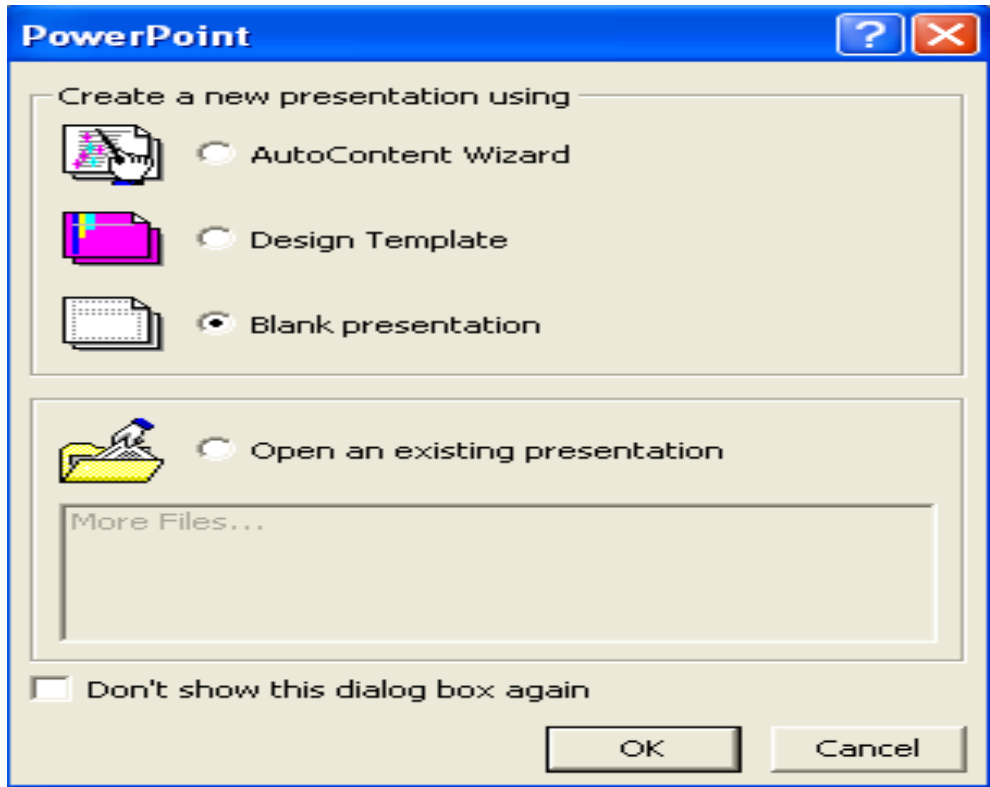 PowerPoint
Create a new presentation using
AutoContent Wizard
Design Template
Blank presentation
Open an existing presentation
More Files...
Don't show this dialog box again
OK Cancel